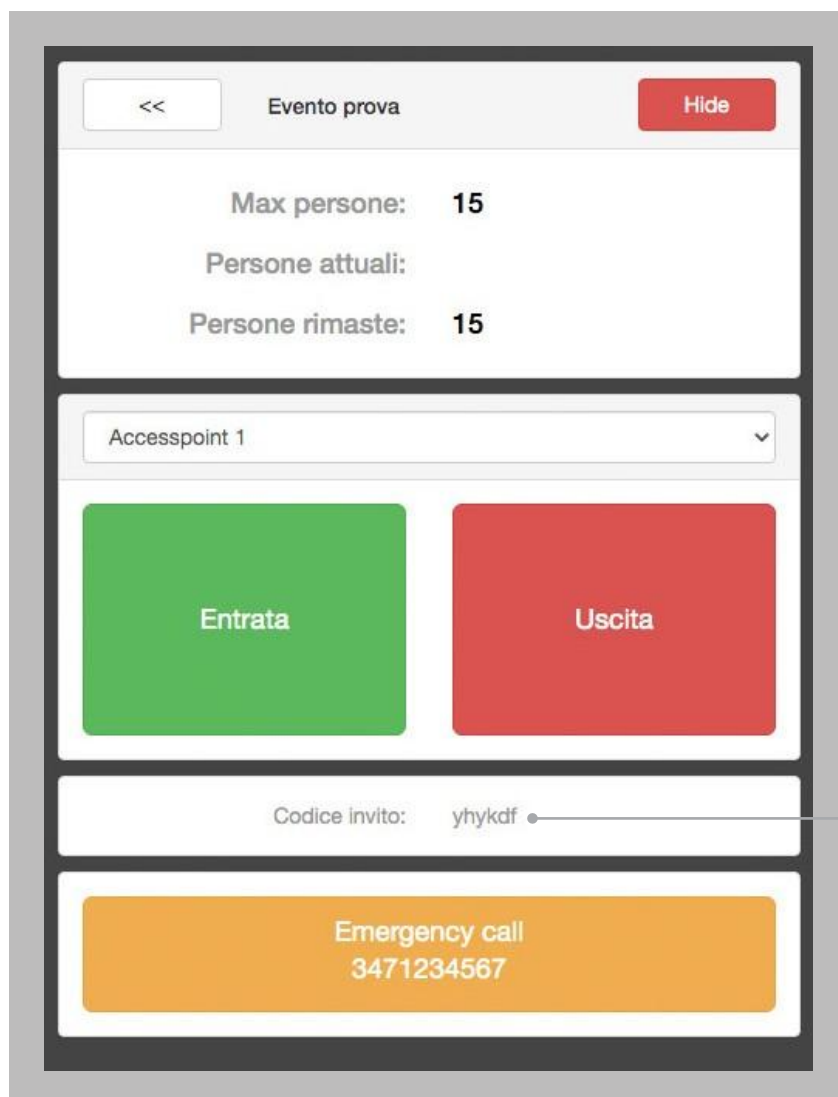 << Evento prova Hide
Max persone: 15
Persone attuali:
Persone rimaste: 15
Accesspoint 1
Entrata Uscita
Codice invito: yhykdf
Emergency call
3471234567